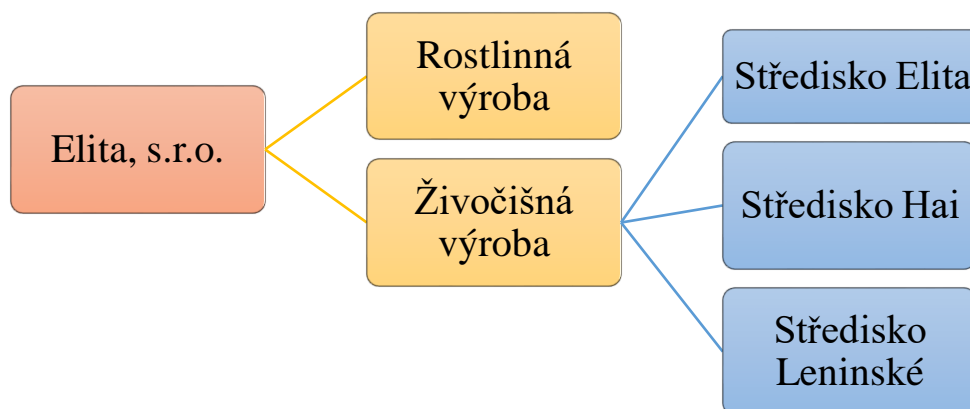 Elita, s.r.o.
Rostlinná
výroba
Živočišná
výroba
Středisko Elita
Středisko Hai
Středisko
Leninské